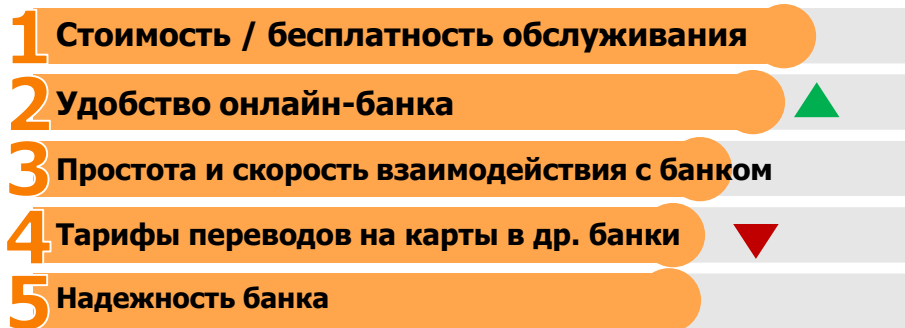 1 Стоимость / бесплатность обслуживания
2 Удобство онлайн-банка
3 Простота и скорость взаимодействия с банком
4 Тарифы переводов на карты в др. банки
5 Надежность банка